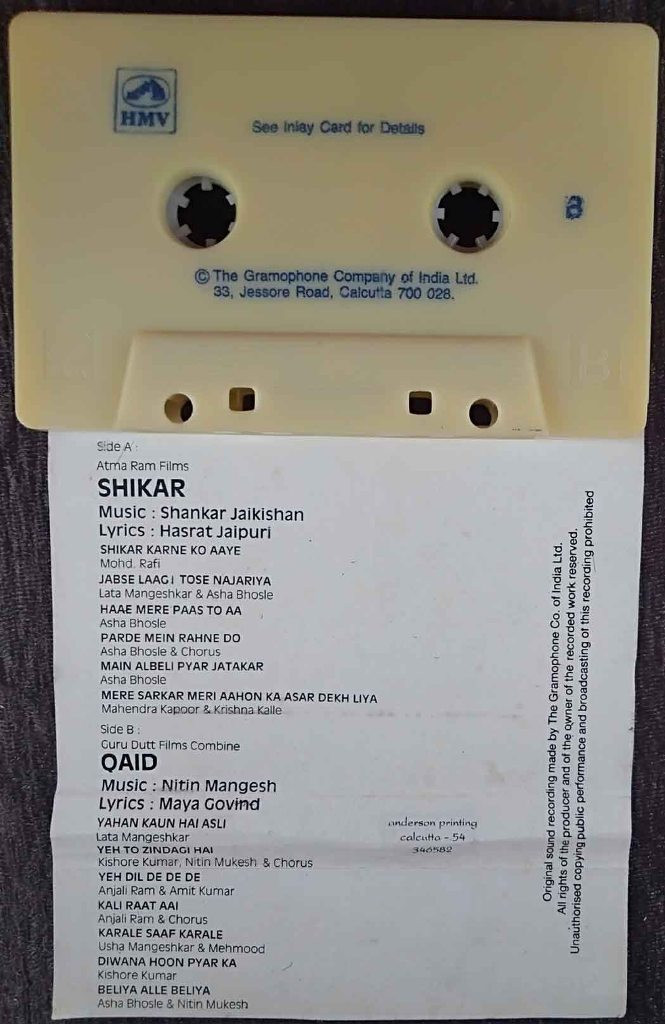 HMV
See Inlay Card for Details
B
© The Gramophone Company of India Ltd.
33, Jessore Road, Calcutta 700 028.
Side A :
Atma Ram Films
SHIKAR
Music : Shankar Jaikishan
Lyrics : Hasrat Jaipuri
SHIKAR KARNE KO AAYE
Mohd. Rafi
JABSE LAAGI TOSE NAJARIYA
Lata Mangeshkar & Asha Bhosle
HAAE MERE PAAS TO AA
Asha Bhosle
PARDE MEIN RAHNE DO
Asha Bhosle & Chorus
MAIN ALBELI PYAR JATAKAR
Asha Bhosle
MERE SARKAR MERI AAHON KA ASAR DEKH LIYA
Mahendra Kapoor & Krishna Kalle
Side B :
Guru Dutt Films Combine
QAID
Music : Nitin Mangesh
Lyrics : Maya Govind
YAHAN KAUN HAI ASLI
Lata Mangeshkar
YEH TO ZINDAGI HAI
Kishore Kumar, Nitin Mukesh & Chorus
YEH DIL DE DE DE
Anjali Ram & Amit Kumar
KALI RAAT AAI
Anjali Ram & Chorus
KARALE SAAF KARALE
Usha Mangeshkar & Mehmood
DIWANA HOON PYAR KA
Kishore Kumar
BELIYA ALLE BELIYA
Asha Bhosle & Nitin Mukesh
anderson printing
calcutta - 54
346582
Original sound recording made by The Gramophone Co. of India Ltd.
All rights of the producer and of the owner of the recorded work reserved.
Unauthorised copying public performance and broadcasting of this recording prohibited